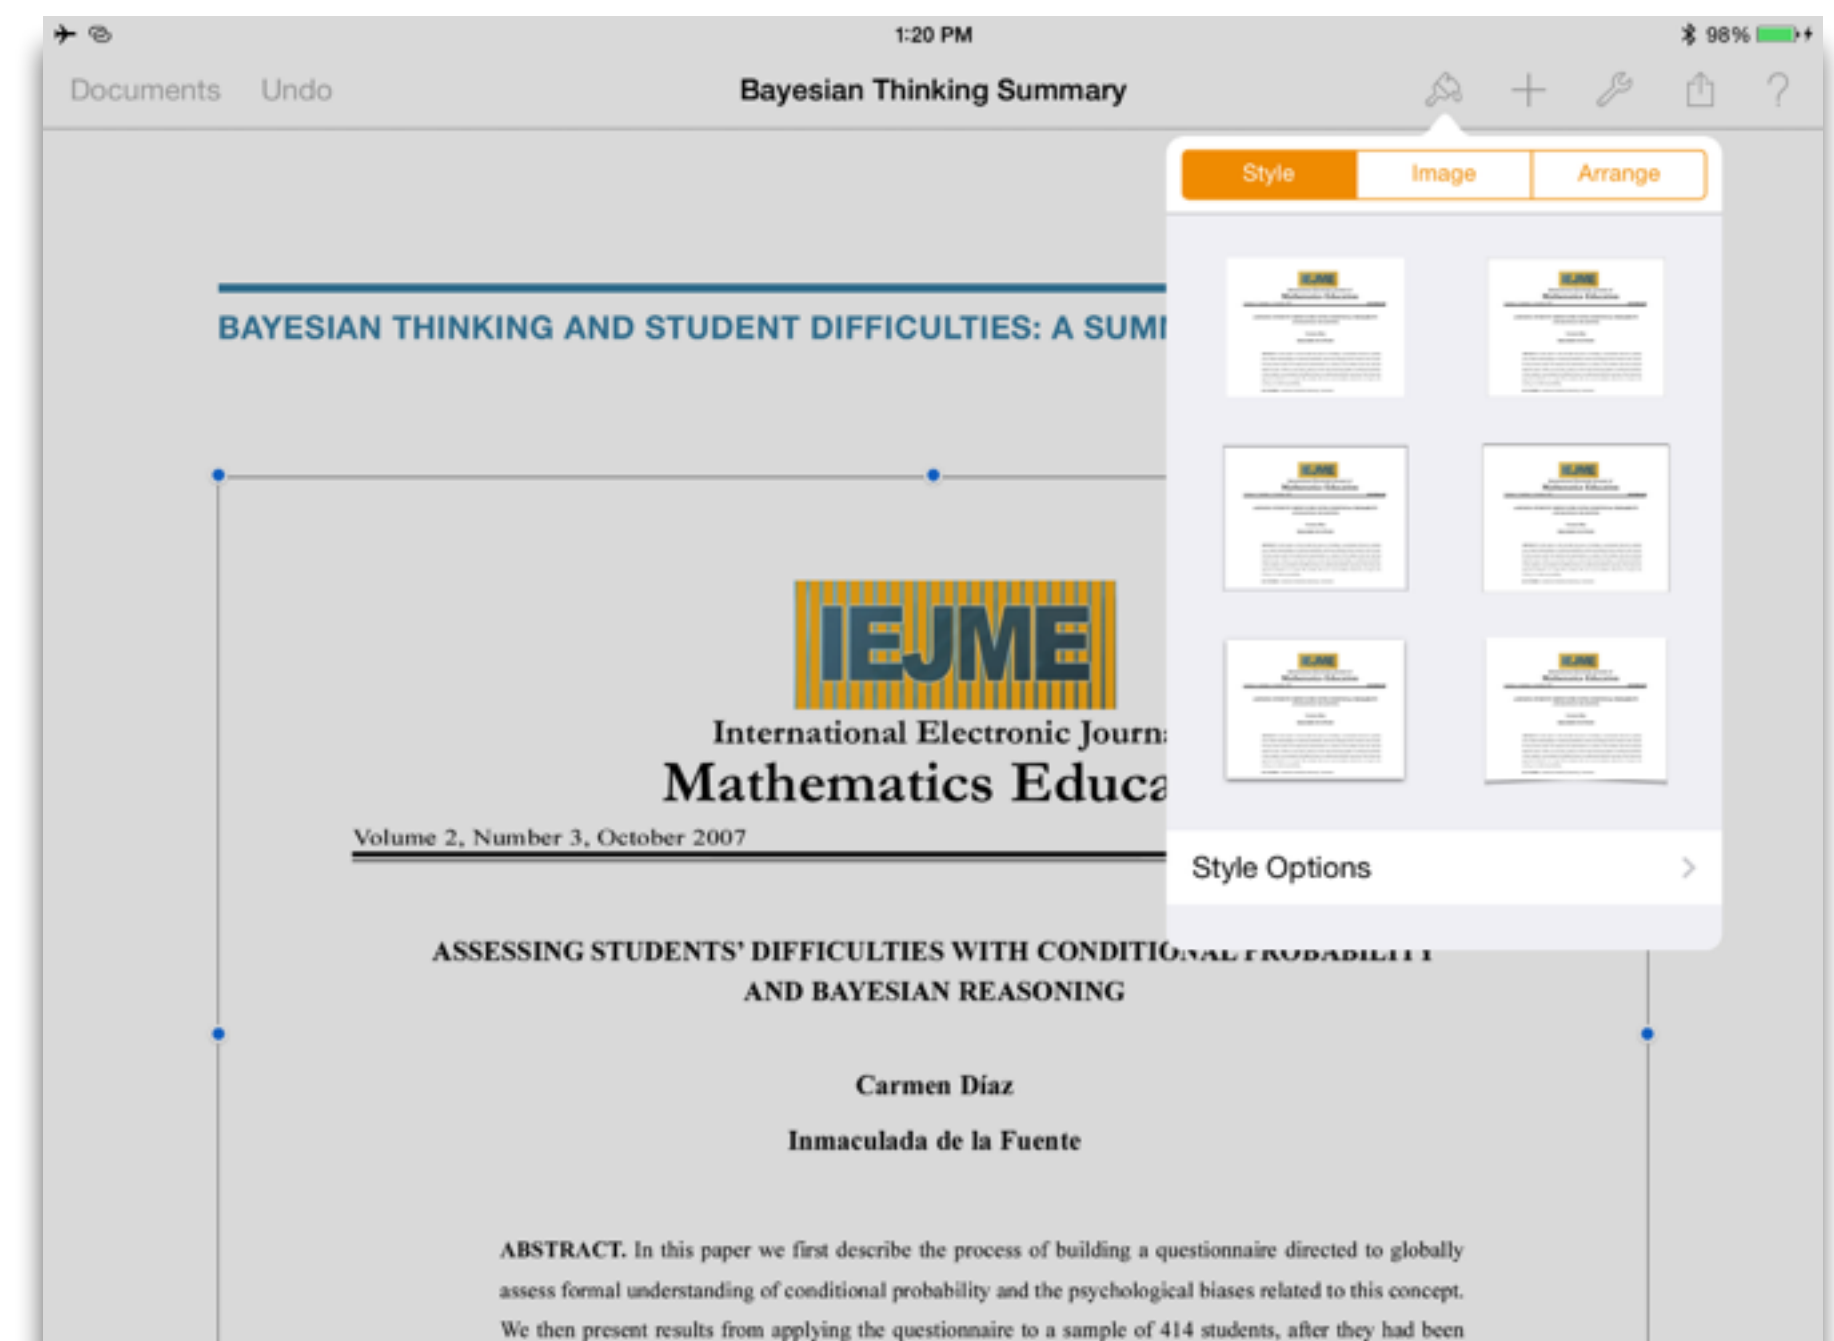 1:20 PM
98%
Documents Undo
Bayesian Thinking Summary
?
Style Image Arrange
BAYESIAN THINKING AND STUDENT DIFFICULTIES: A SUM
IEJME
International Electronic Journ
Mathematics Educa
Volume 2, Number 3, October 2007
Style Options
ASSESSING STUDENTS' DIFFICULTIES WITH CONDITIONAL PROBABILITY
AND BAYESIAN REASONING
Carmen Díaz
Inmaculada de la Fuente
ABSTRACT. In this paper we first describe the process of building a questionnaire directed to globally
assess formal understanding of conditional probability and the psychological biases related to this concept.
We then present results from applying the questionnaire to a sample of 414 students, after they had been